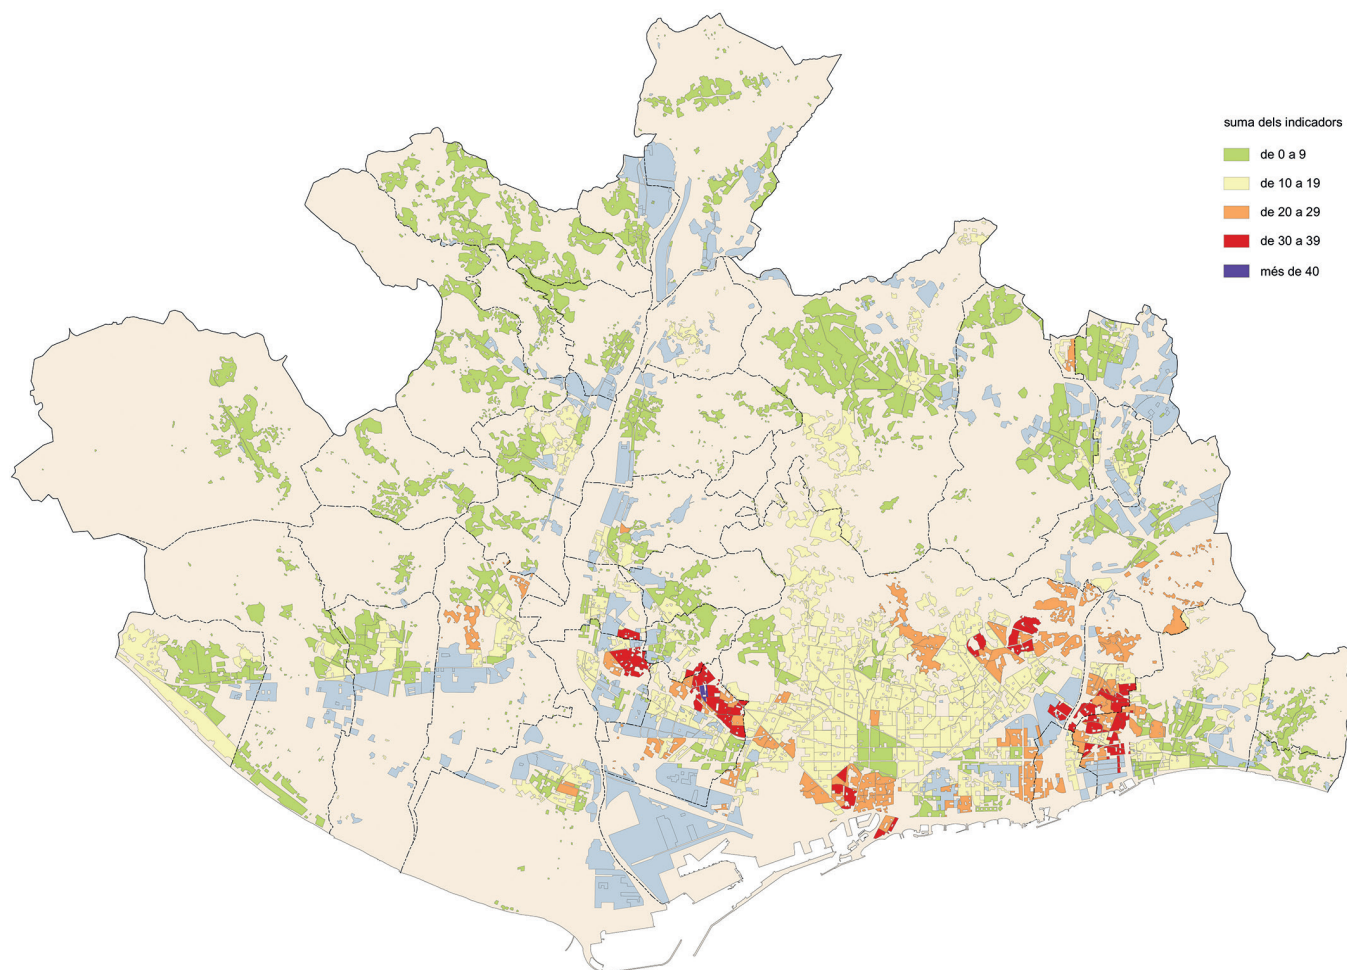 suma dels indicadors
de 0 a 9
de 10 a 19
de 20 a 29
de 30 a 39
més de 40